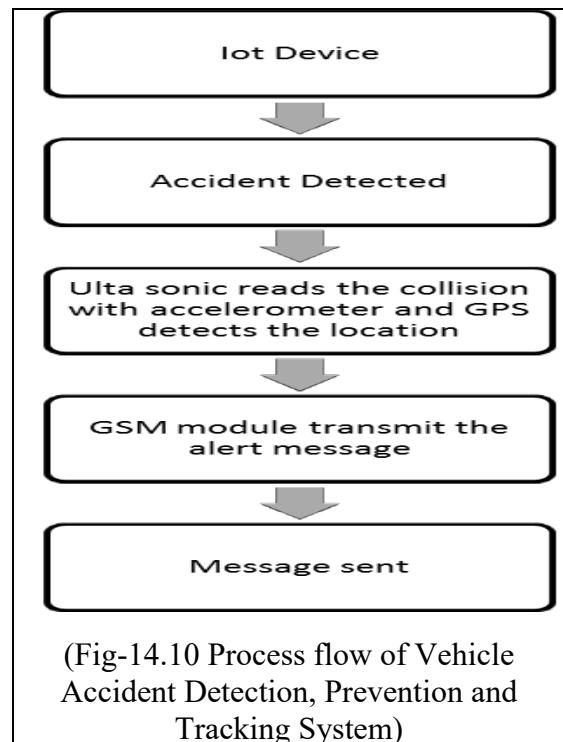 Iot Device
Accident Detected
Ulta sonic reads the collision
with accelerometer and GPS
detects the location
GSM module transmit the
alert message
Message sent
(Fig-14.10 Process flow of Vehicle
Accident Detection, Prevention and
Tracking System)